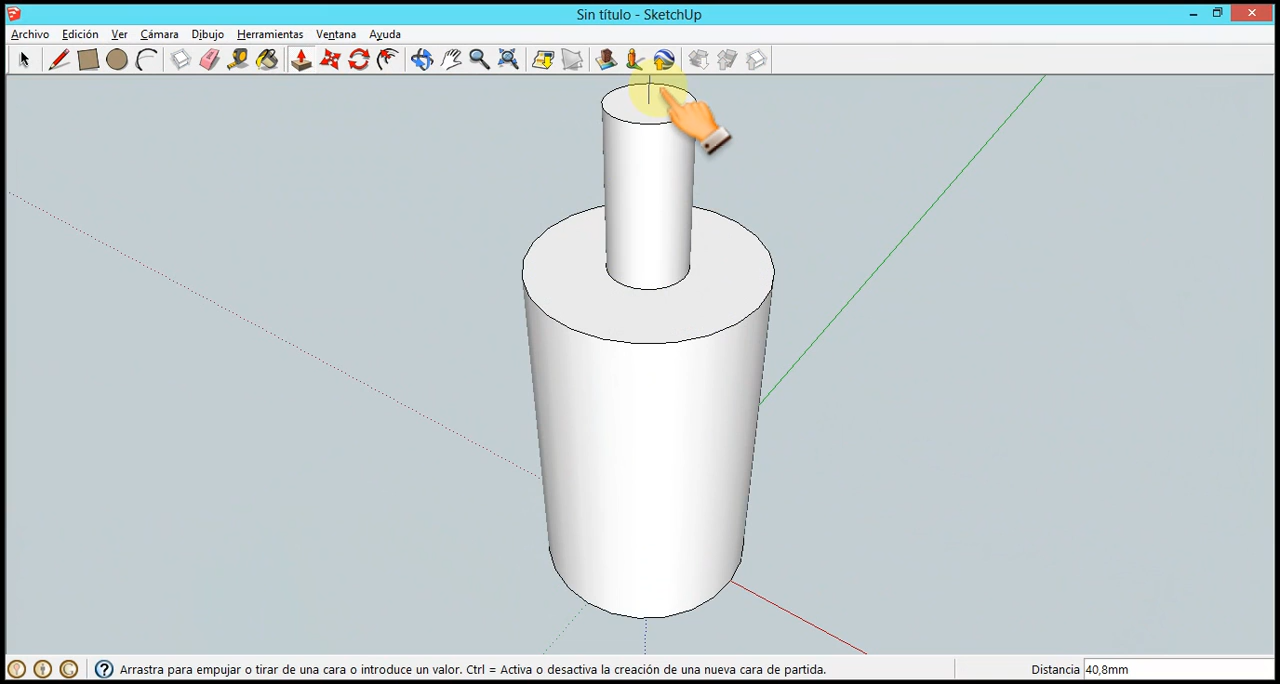 Sin título - SketchUp
Archivo Edición Ver Cámara Dibujo Herramientas Ventana Ayuda
Arrastra para empujar o tirar de una cara o introduce un valor. Ctrl = Activa o desactiva la creación de una nueva cara de partida.
Distancia 40,8mm